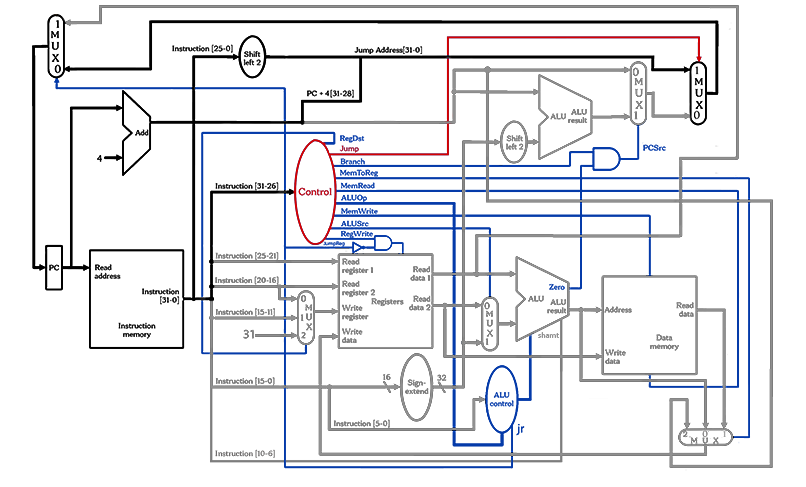 1
M
U
X
0
Instruction [25-0]
Shift
left 2
Jump Address[31-0]
PC + 4[31-28]
Add
4
0
M
U
X
1
1
M
U
X
0
ALU
ALU
result
Shift
left 2
RegDst
Jump
Branch
MemToReg
MemRead
ALUOp
MemWrite
ALUSrc
RegWrite
JumpReg
PCSrc
Control
Instruction [31-26]
PC
Read
address
Instruction
[31-0]
Instruction
memory
Instruction [25-21]
Instruction [20-16]
Instruction [15-11]
31
0
M
1
U
X
2
Read
register 1
Read
register 2
Write
register
Write
data
Registers
Read
data 1
Read
data 2
0
M
U
X
1
Zero
ALU
ALU
result
shamt
Address
Read
data
Data
memory
Write
data
Instruction [15-0]
16
Sign-
extend
32
ALU
control
Instruction [5-0]
jr
2 0 1
M U X
Instruction [10-6]